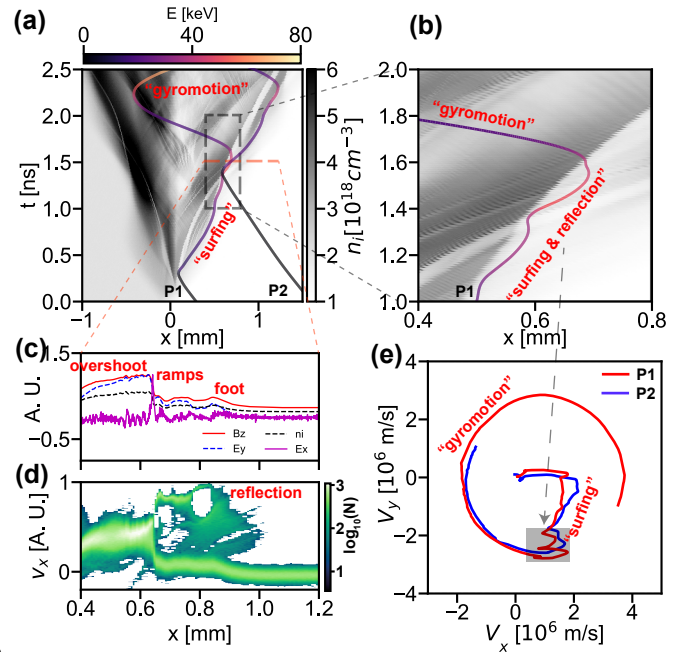 (a)
E [keV]
0 40 80
(b)
2.5
2.0
1.5
1.0
0.5
0.0
t [ns]
"gyromotion"
"surfing"
P1
P2
−1 0 1
x [mm]
6
5
4
3
2
1
n_i [10^18 cm^−3]
2.0
1.8
1.6
1.4
1.2
1.0
"gyromotion"
"surfing & reflection"
P1
0.4 0.6 0.8
x [mm]
(c)
1.5
−0.75
A. U.
overshoot
ramps
foot
Bz
ni
Ey
Ex
(d)
1
0
v_x [A. U.]
reflection
3
2
1
log10(N)
0.4 0.6 0.8 1.0 1.2
x [mm]
(e)
4
2
0
−2
−4
V_y [10^6 m/s]
P1
P2
"gyromotion"
"surfing"
−2 0 2 4
V_x [10^6 m/s]